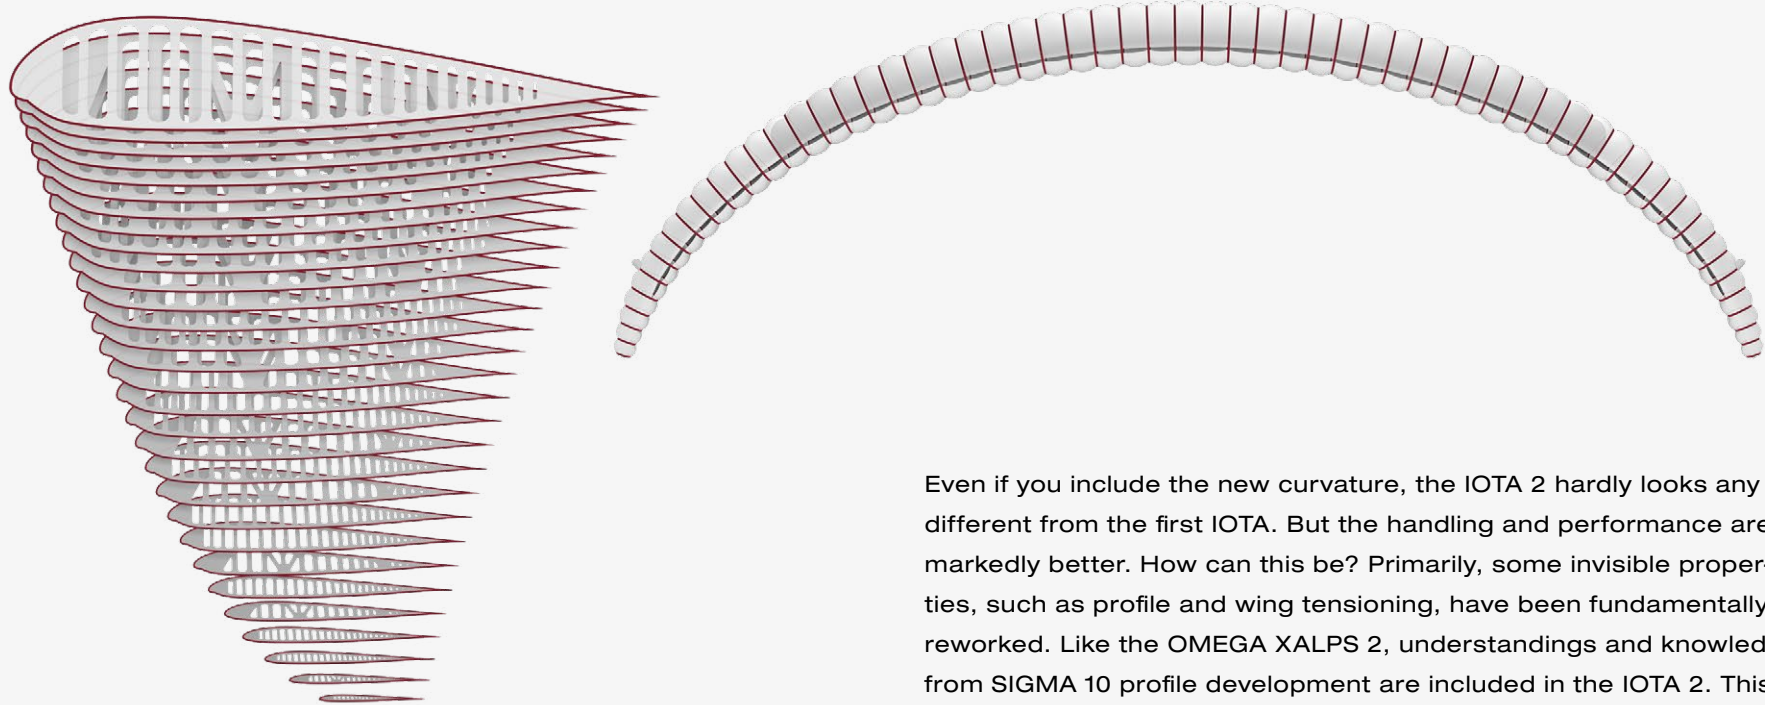 Even if you include the new curvature, the IOTA 2 hardly looks any
different from the first IOTA. But the handling and performance are
markedly better. How can this be? Primarily, some invisible proper-
ties, such as profile and wing tensioning, have been fundamentally
reworked. Like the OMEGA XALPS 2, understandings and knowled
from SIGMA 10 profile development are included in the IOTA 2. This